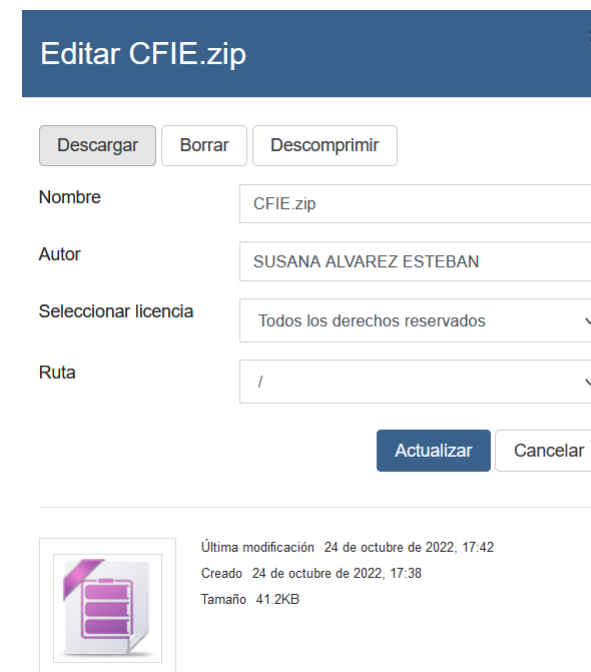 Editar CFIE.zip
Descargar Borrar Descomprimir
Nombre CFIE.zip
Autor SUSANA ALVAREZ ESTEBAN
Seleccionar licencia Todos los derechos reservados
Ruta /
Actualizar Cancelar
Última modificación 24 de octubre de 2022, 17:42
Creado 24 de octubre de 2022, 17:38
Tamaño 41.2KB